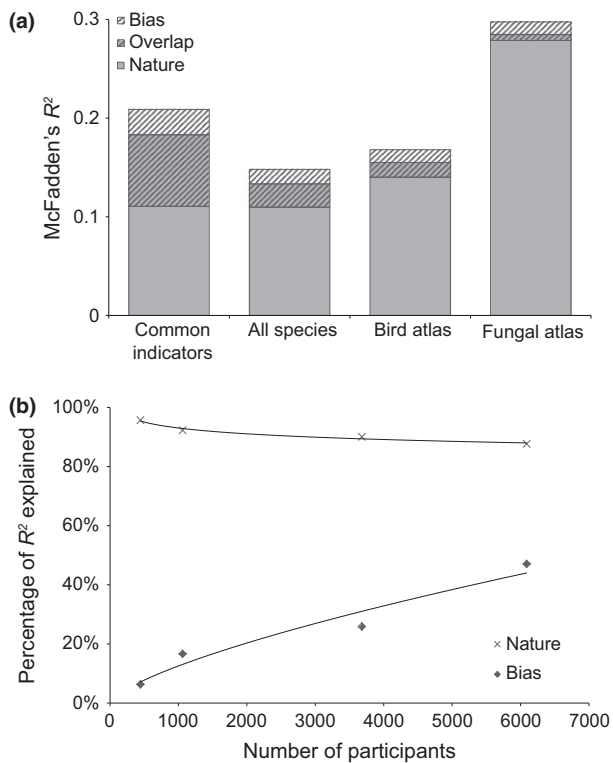 (a)
Bias
Overlap
Nature
McFadden's R²
0.3
0.2
0.1
0
Common
indicators
All species
Bird atlas
Fungal atlas
(b)
Percentage of R² explained
100%
80%
60%
40%
20%
0%
Nature
Bias
0 1000 2000 3000 4000 5000 6000 7000
Number of participants